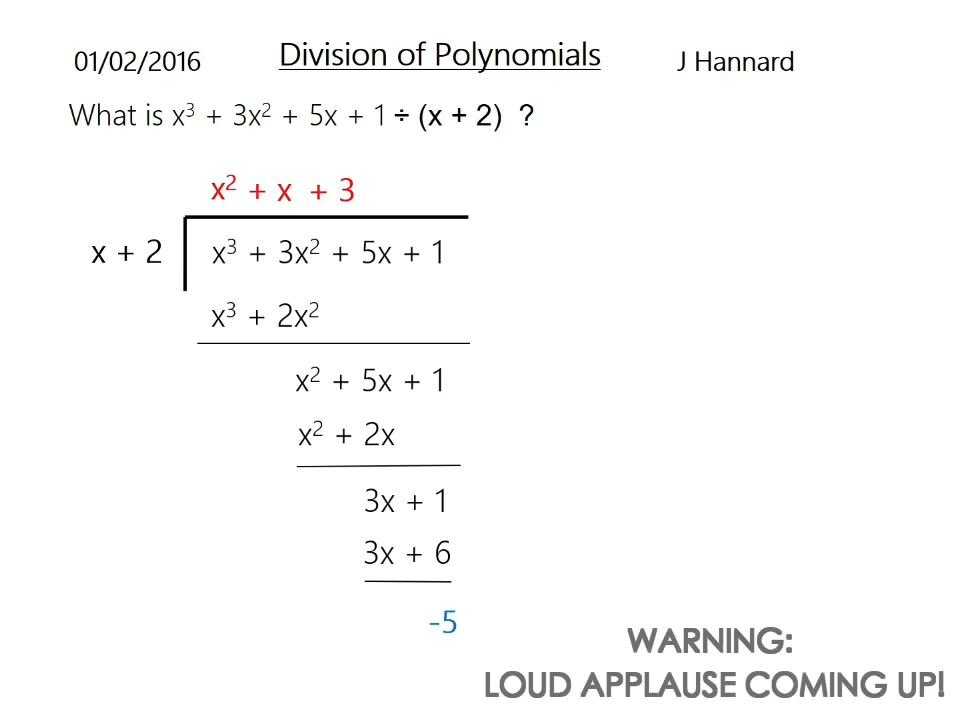 01/02/2016 Division of Polynomials J Hannard
What is x³ + 3x² + 5x + 1 ÷ (x + 2) ?
x² + x + 3
x + 2 x³ + 3x² + 5x + 1
x³ + 2x²
x² + 5x + 1
x² + 2x
3x + 1
3x + 6
-5
WARNING:
LOUD APPLAUSE COMING UP!